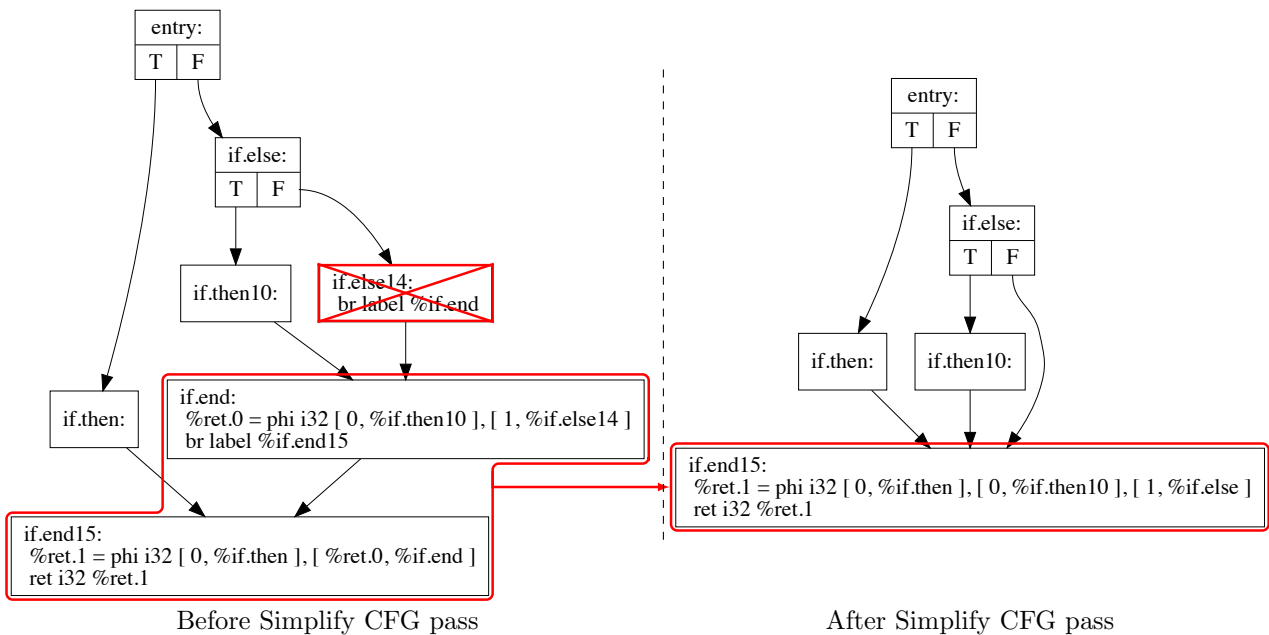 entry:
T F
if.else:
T F
if.then10:
if.else14:
br label %if.end
if.then:
if.end:
%ret.0 = phi i32 [ 0, %if.then10 ], [ 1, %if.else14 ]
br label %if.end15
if.end15:
%ret.1 = phi i32 [ 0, %if.then ], [ %ret.0, %if.end ]
ret i32 %ret.1
Before Simplify CFG pass
entry:
T F
if.else:
T F
if.then:
if.then10:
if.end15:
%ret.1 = phi i32 [ 0, %if.then ], [ 0, %if.then10 ], [ 1, %if.else ]
ret i32 %ret.1
After Simplify CFG pass